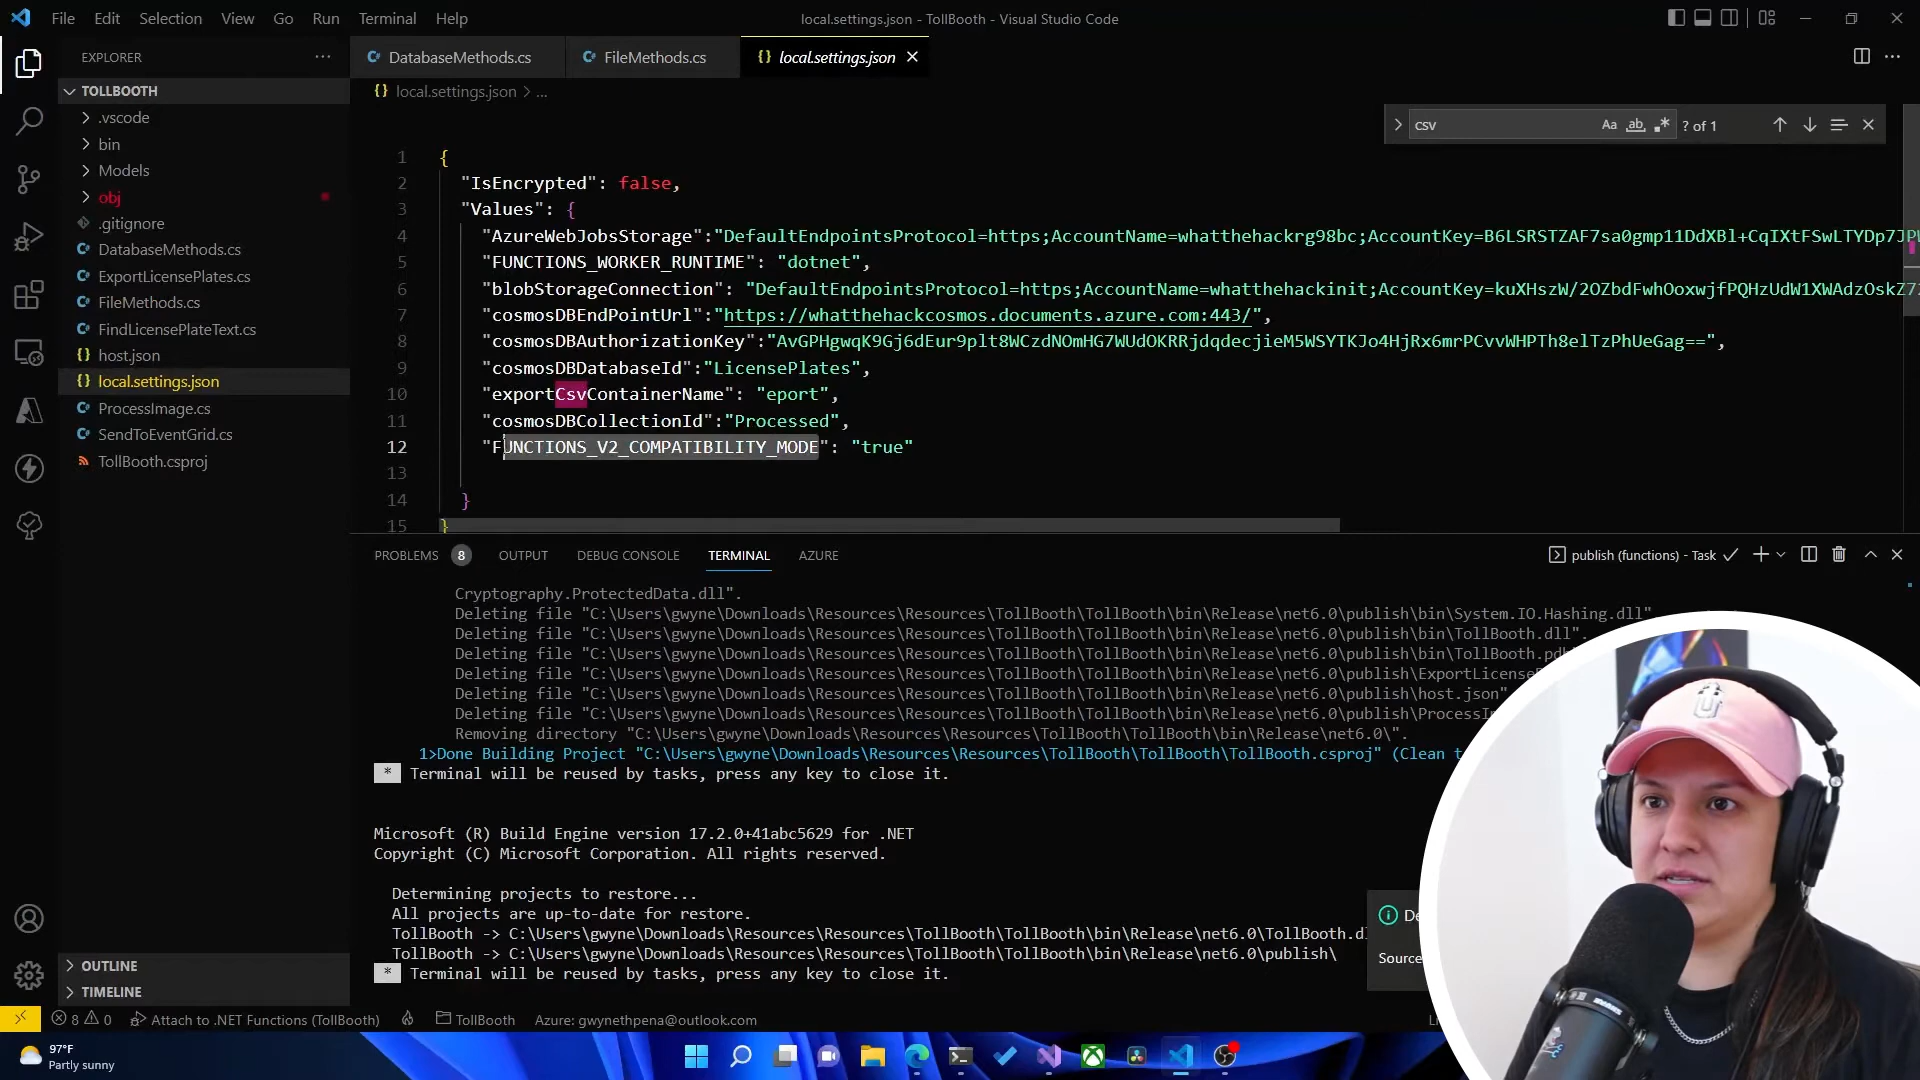 File Edit Selection View Go Run Terminal Help
local.settings.json - TollBooth - Visual Studio Code
EXPLORER
TOLLBOOTH
.vscode
bin
Models
obj
.gitignore
DatabaseMethods.cs
ExportLicensePlates.cs
FileMethods.cs
FindLicensePlateText.cs
host.json
local.settings.json
ProcessImage.cs
SendToEventGrid.cs
TollBooth.csproj
OUTLINE
TIMELINE
DatabaseMethods.cs FileMethods.cs local.settings.json
local.settings.json > ...
csv Aa ab ? of 1
1 {
2 "IsEncrypted": false,
3 "Values": {
4 "AzureWebJobsStorage":"DefaultEndpointsProtocol=https;AccountName=whatthehackrg98bc;AccountKey=B6LSRSTZAF7sa0gmp11DdXBl+CqIXtFSwLTYDp7JPW
5 "FUNCTIONS_WORKER_RUNTIME": "dotnet",
6 "blobStorageConnection": "DefaultEndpointsProtocol=https;AccountName=whatthehackinit;AccountKey=kuXHszW/2OZbdFwhOoxwjfPQHzUdW1XWAdzOskZ7
7 "cosmosDBEndPointUrl":"https://whatthehackcosmos.documents.azure.com:443/",
8 "cosmosDBAuthorizationKey":"AvGPHgwqK9Gj6dEur9plt8WCzdNOmHG7WUdOKRRjdqdecjieM5WSYTKJo4HjRx6mrPCvvWHPTh8elTzPhUeGag==",
9 "cosmosDBDatabaseId":"LicensePlates",
10 "exportCsvContainerName": "eport",
11 "cosmosDBCollectionId":"Processed",
12 "FUNCTIONS_V2_COMPATIBILITY_MODE": "true"
13
14 }
15 }
PROBLEMS 8 OUTPUT DEBUG CONSOLE TERMINAL AZURE
publish (functions) - Task
Cryptography.ProtectedData.dll".
Deleting file "C:\Users\gwyne\Downloads\Resources\Resources\TollBooth\TollBooth\bin\Release\net6.0\publish\bin\System.IO.Hashing.dll"
Deleting file "C:\Users\gwyne\Downloads\Resources\Resources\TollBooth\TollBooth\bin\Release\net6.0\publish\bin\TollBooth.dll".
Deleting file "C:\Users\gwyne\Downloads\Resources\Resources\TollBooth\TollBooth\bin\Release\net6.0\publish\bin\TollBooth.pd
Deleting file "C:\Users\gwyne\Downloads\Resources\Resources\TollBooth\TollBooth\bin\Release\net6.0\publish\ExportLicense
Deleting file "C:\Users\gwyne\Downloads\Resources\Resources\TollBooth\TollBooth\bin\Release\net6.0\publish\host.json"
Deleting file "C:\Users\gwyne\Downloads\Resources\Resources\TollBooth\TollBooth\bin\Release\net6.0\publish\ProcessI
Removing directory "C:\Users\gwyne\Downloads\Resources\Resources\TollBooth\TollBooth\bin\Release\net6.0\".
1>Done Building Project "C:\Users\gwyne\Downloads\Resources\Resources\TollBooth\TollBooth\TollBooth.csproj" (Clean t
* Terminal will be reused by tasks, press any key to close it.
Microsoft (R) Build Engine version 17.2.0+41abc5629 for .NET
Copyright (C) Microsoft Corporation. All rights reserved.
Determining projects to restore...
All projects are up-to-date for restore.
TollBooth -> C:\Users\gwyne\Downloads\Resources\Resources\TollBooth\TollBooth\bin\Release\net6.0\TollBooth.d
TollBooth -> C:\Users\gwyne\Downloads\Resources\Resources\TollBooth\TollBooth\bin\Release\net6.0\publish\
* Terminal will be reused by tasks, press any key to close it.
De
Source
8 0 Attach to .NET Functions (TollBooth) TollBooth Azure: gwynethpena@outlook.com
97°F
Partly sunny